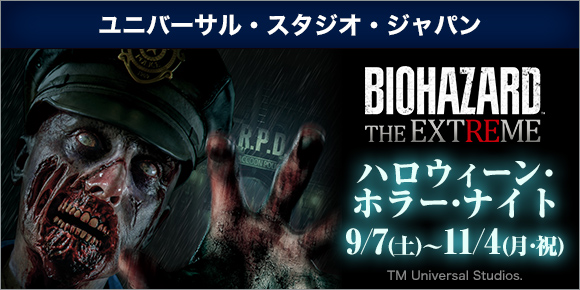 ユニバーサル・スタジオ・ジャパン
R.P.D
BIOHAZARD
THE EXTREME
ハロウィーン・
ホラー・ナイト
9/7(土)～11/4(月・祝)
TM Universal Studios.